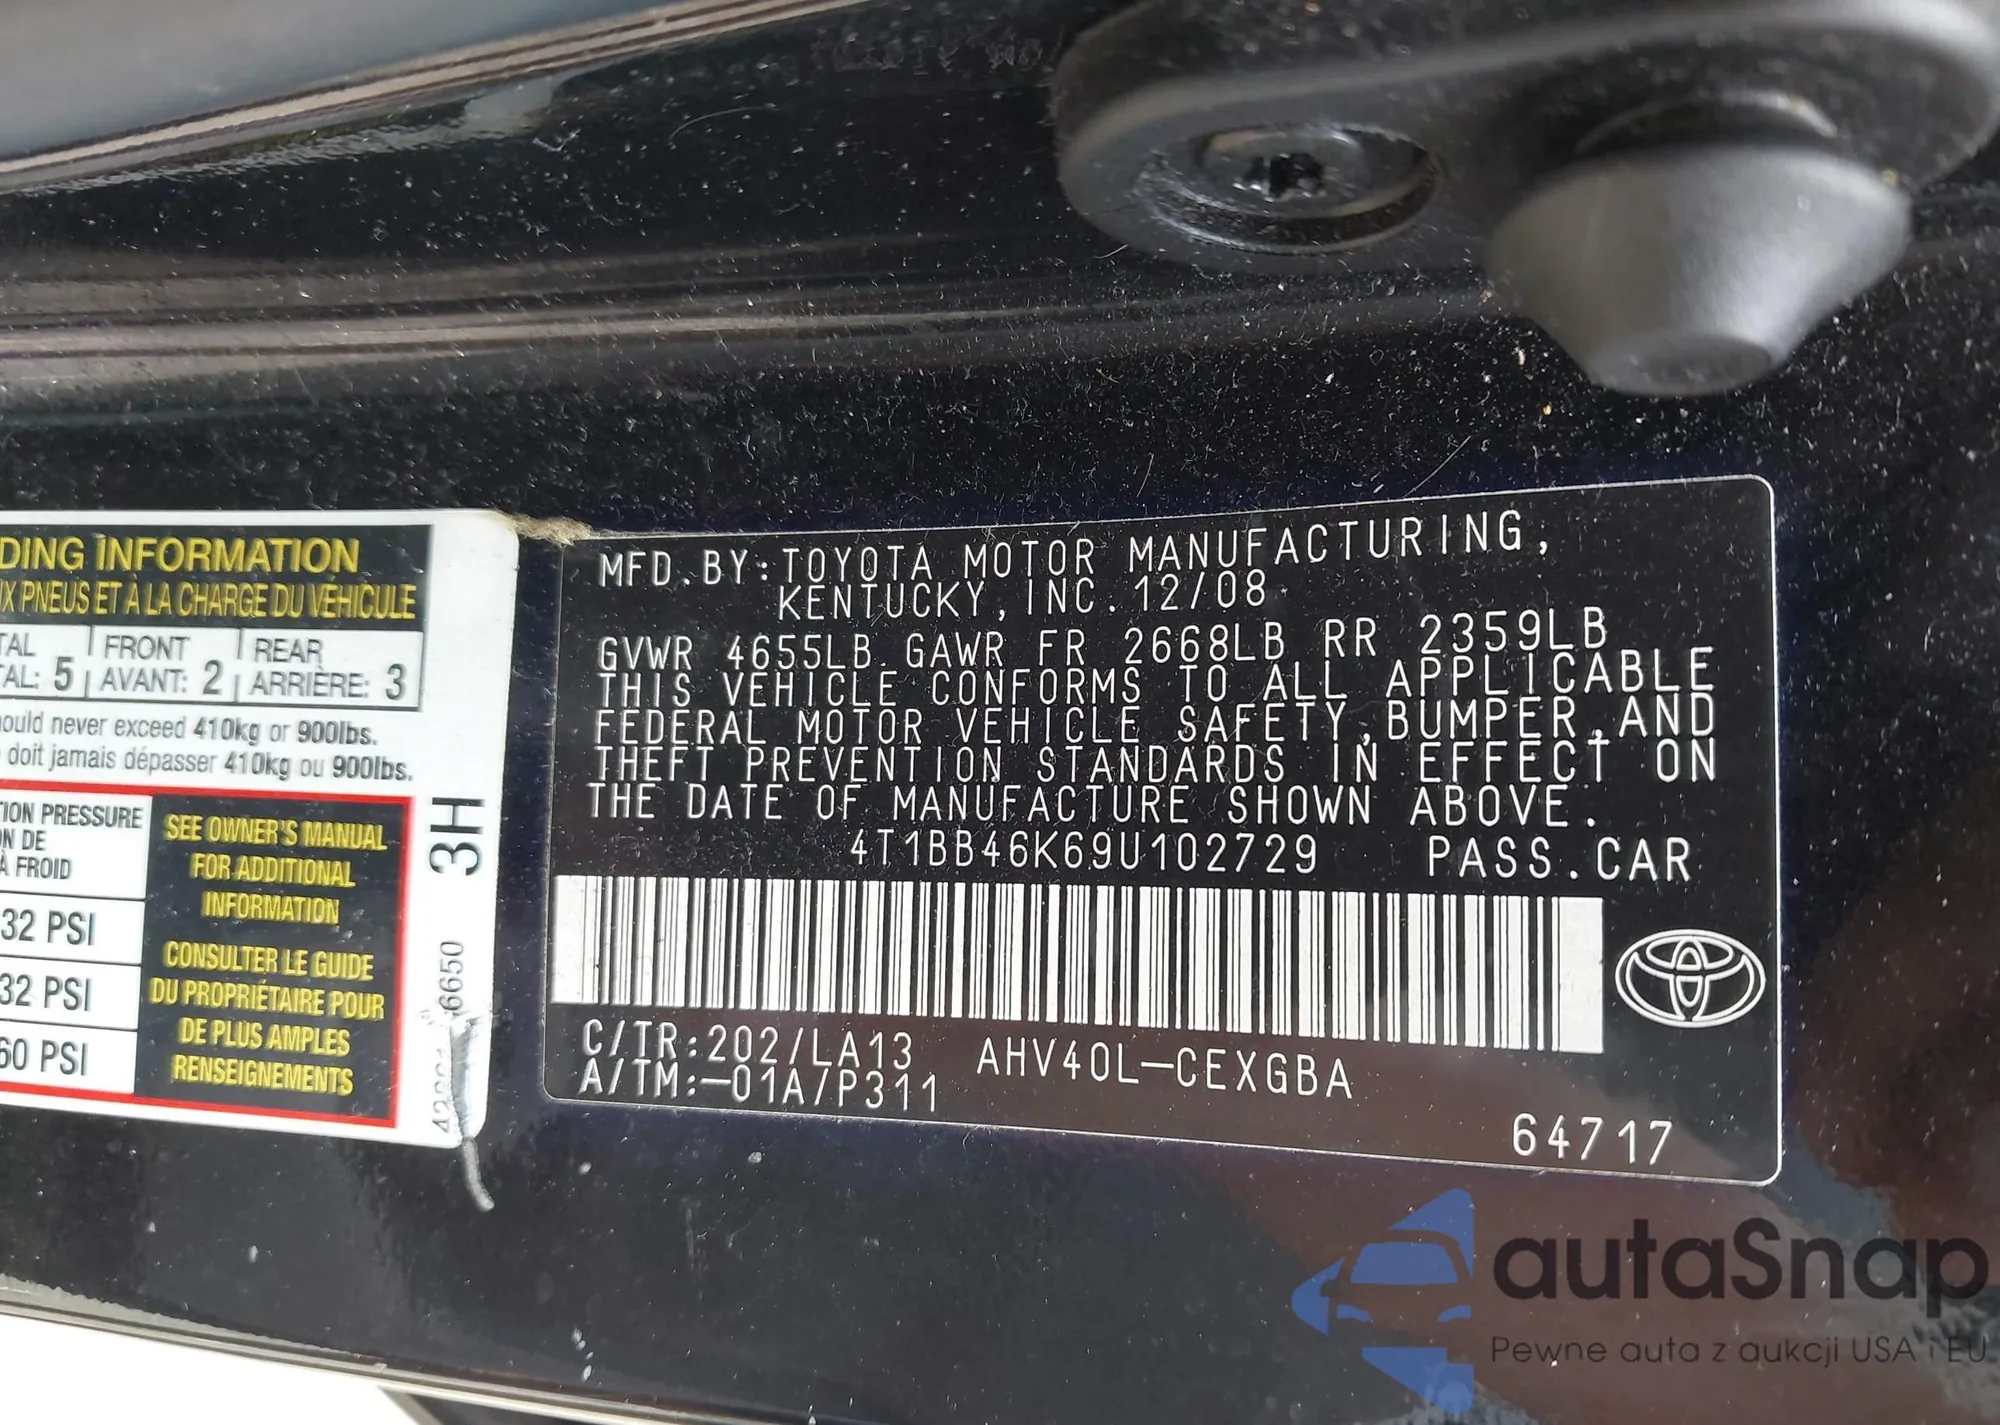 DING INFORMATION
X PNEUS ET À LA CHARGE DU VÉHICULE
TAL FRONT REAR
AL: 5 AVANT: 2 ARRIÈRE: 3
ould never exceed 410kg or 900lbs.
doit jamais dépasser 410kg ou 900lbs.
ION PRESSURE
N DE
À FROID
32 PSI
32 PSI
60 PSI
SEE OWNER'S MANUAL
FOR ADDITIONAL
INFORMATION
CONSULTER LE GUIDE
DU PROPRIÉTAIRE POUR
DE PLUS AMPLES
RENSEIGNEMENTS
3H
6650
MFD.BY:TOYOTA MOTOR MANUFACTURING,
KENTUCKY,INC.12/08
GVWR 4655LB GAWR FR 2668LB RR 2359LB
THIS VEHICLE CONFORMS TO ALL APPLICABLE
FEDERAL MOTOR VEHICLE SAFETY,BUMPER,AND
THEFT PREVENTION STANDARDS IN EFFECT ON
THE DATE OF MANUFACTURE SHOWN ABOVE.
4T1BB46K69U102729 PASS.CAR
C/TR:202/LA13 AHV40L-CEXGBA
A/TM:-01A/P311
64717
autaSnap
Pewne auta z aukcji USA i EU